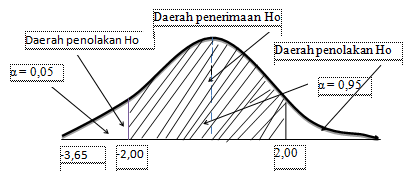 Daerah penerimaan Ho
Daerah penolakan Ho
Daerah penolakan Ho
α = 0,05
α = 0,95
-3,65
-2,00
2,00